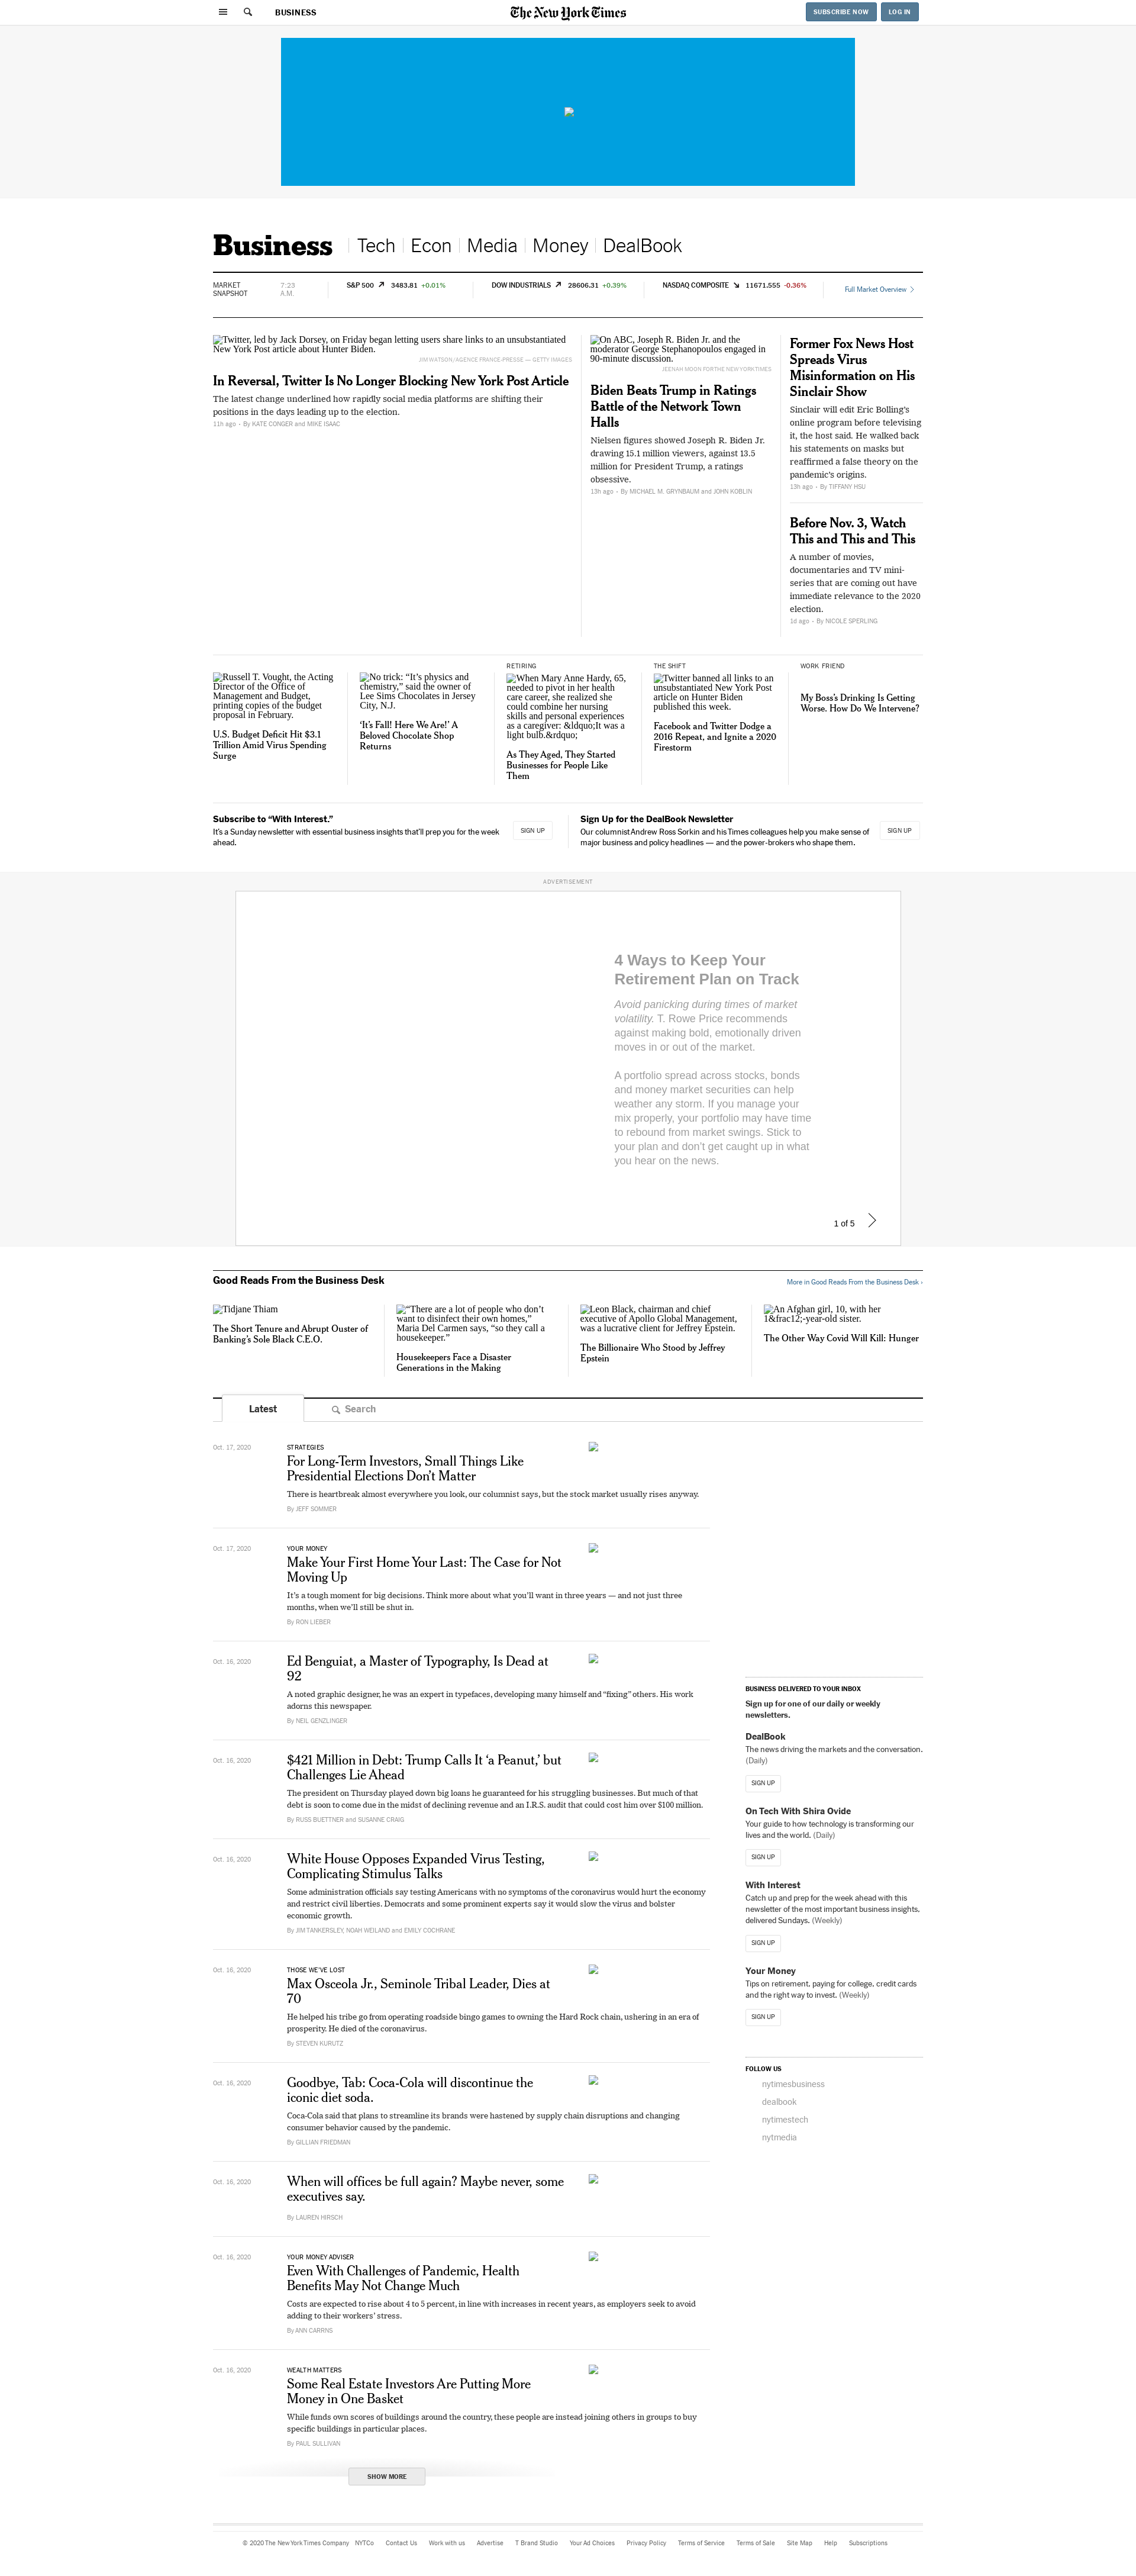 BUSINESS
The New York Times
SUBSCRIBE NOW
LOG IN
Business
Tech
Econ
Media
Money
DealBook
MARKET
SNAPSHOT
7:23
A.M.
S&P 500 3483.81 +0.01%
DOW INDUSTRIALS 28606.31 +0.39%
NASDAQ COMPOSITE 11671.555 -0.36%
Full Market Overview
Twitter, led by Jack Dorsey, on Friday began letting users share links to an unsubstantiated
New York Post article about Hunter Biden.
JIM WATSON/AGENCE FRANCE-PRESSE — GETTY IMAGES
In Reversal, Twitter Is No Longer Blocking New York Post Article
The latest change underlined how rapidly social media platforms are shifting their
positions in the days leading up to the election.
11h ago · By KATE CONGER and MIKE ISAAC
On ABC, Joseph R. Biden Jr. and the
moderator George Stephanopoulos engaged in
90-minute discussion.
JEENAH MOON FOR THE NEW YORK TIMES
Biden Beats Trump in Ratings
Battle of the Network Town
Halls
Nielsen figures showed Joseph R. Biden Jr.
drawing 15.1 million viewers, against 13.5
million for President Trump, a ratings
obsessive.
13h ago · By MICHAEL M. GRYNBAUM and JOHN KOBLIN
Former Fox News Host
Spreads Virus
Misinformation on His
Sinclair Show
Sinclair will edit Eric Bolling's
online program before televising
it, the host said. He walked back
his statements on masks but
reaffirmed a false theory on the
pandemic's origins.
13h ago · By TIFFANY HSU
Before Nov. 3, Watch
This and This and This
A number of movies,
documentaries and TV mini-
series that are coming out have
immediate relevance to the 2020
election.
1d ago · By NICOLE SPERLING
Russell T. Vought, the Acting
Director of the Office of
Management and Budget,
printing copies of the budget
proposal in February.
U.S. Budget Deficit Hit $3.1
Trillion Amid Virus Spending
Surge
No trick: “It’s physics and
chemistry,” said the owner of
Lee Sims Chocolates in Jersey
City, N.J.
‘It’s Fall! Here We Are!’ A
Beloved Chocolate Shop
Returns
RETIRING
When Mary Anne Hardy, 65,
needed to pivot in her health
care career, she realized she
could combine her nursing
skills and personal experiences
as a caregiver: &ldquo;It was a
light bulb.&rdquo;
As They Aged, They Started
Businesses for People Like
Them
THE SHIFT
Twitter banned all links to an
unsubstantiated New York Post
article on Hunter Biden
published this week.
Facebook and Twitter Dodge a
2016 Repeat, and Ignite a 2020
Firestorm
WORK FRIEND
My Boss’s Drinking Is Getting
Worse. How Do We Intervene?
Subscribe to “With Interest.”
It’s a Sunday newsletter with essential business insights that’ll prep you for the week
ahead.
SIGN UP
Sign Up for the DealBook Newsletter
Our columnist Andrew Ross Sorkin and his Times colleagues help you make sense of
major business and policy headlines — and the power-brokers who shape them.
SIGN UP
ADVERTISEMENT
4 Ways to Keep Your
Retirement Plan on Track
Avoid panicking during times of market
volatility. T. Rowe Price recommends
against making bold, emotionally driven
moves in or out of the market.
A portfolio spread across stocks, bonds
and money market securities can help
weather any storm. If you manage your
mix properly, your portfolio may have time
to rebound from market swings. Stick to
your plan and don’t get caught up in what
you hear on the news.
1 of 5
Good Reads From the Business Desk
More in Good Reads From the Business Desk ›
Tidjane Thiam
The Short Tenure and Abrupt Ouster of
Banking’s Sole Black C.E.O.
“There are a lot of people who don’t
want to disinfect their own homes,”
Maria Del Carmen says, “so they call a
housekeeper.”
Housekeepers Face a Disaster
Generations in the Making
Leon Black, chairman and chief
executive of Apollo Global Management,
was a lucrative client for Jeffrey Epstein.
The Billionaire Who Stood by Jeffrey
Epstein
An Afghan girl, 10, with her
1&frac12;-year-old sister.
The Other Way Covid Will Kill: Hunger
Latest
Search
Oct. 17, 2020
STRATEGIES
For Long-Term Investors, Small Things Like
Presidential Elections Don’t Matter
There is heartbreak almost everywhere you look, our columnist says, but the stock market usually rises anyway.
By JEFF SOMMER
Oct. 17, 2020
YOUR MONEY
Make Your First Home Your Last: The Case for Not
Moving Up
It’s a tough moment for big decisions. Think more about what you’ll want in three years — and not just three
months, when we’ll still be shut in.
By RON LIEBER
Oct. 16, 2020
Ed Benguiat, a Master of Typography, Is Dead at
92
A noted graphic designer, he was an expert in typefaces, developing many himself and “fixing” others. His work
adorns this newspaper.
By NEIL GENZLINGER
Oct. 16, 2020
$421 Million in Debt: Trump Calls It ‘a Peanut,’ but
Challenges Lie Ahead
The president on Thursday played down big loans he guaranteed for his struggling businesses. But much of that
debt is soon to come due in the midst of declining revenue and an I.R.S. audit that could cost him over $100 million.
By RUSS BUETTNER and SUSANNE CRAIG
Oct. 16, 2020
White House Opposes Expanded Virus Testing,
Complicating Stimulus Talks
Some administration officials say testing Americans with no symptoms of the coronavirus would hurt the economy
and restrict civil liberties. Democrats and some prominent experts say it would slow the virus and bolster
economic growth.
By JIM TANKERSLEY, NOAH WEILAND and EMILY COCHRANE
Oct. 16, 2020
THOSE WE’VE LOST
Max Osceola Jr., Seminole Tribal Leader, Dies at
70
He helped his tribe go from operating roadside bingo games to owning the Hard Rock chain, ushering in an era of
prosperity. He died of the coronavirus.
By STEVEN KURUTZ
Oct. 16, 2020
Goodbye, Tab: Coca-Cola will discontinue the
iconic diet soda.
Coca-Cola said that plans to streamline its brands were hastened by supply chain disruptions and changing
consumer behavior caused by the pandemic.
By GILLIAN FRIEDMAN
Oct. 16, 2020
When will offices be full again? Maybe never, some
executives say.
By LAUREN HIRSCH
Oct. 16, 2020
YOUR MONEY ADVISER
Even With Challenges of Pandemic, Health
Benefits May Not Change Much
Costs are expected to rise about 4 to 5 percent, in line with increases in recent years, as employers seek to avoid
adding to their workers’ stress.
By ANN CARRNS
Oct. 16, 2020
WEALTH MATTERS
Some Real Estate Investors Are Putting More
Money in One Basket
While funds own scores of buildings around the country, these people are instead joining others in groups to buy
specific buildings in particular places.
By PAUL SULLIVAN
SHOW MORE
BUSINESS DELIVERED TO YOUR INBOX
Sign up for one of our daily or weekly
newsletters.
DealBook
The news driving the markets and the conversation.
(Daily)
SIGN UP
On Tech With Shira Ovide
Your guide to how technology is transforming our
lives and the world. (Daily)
SIGN UP
With Interest
Catch up and prep for the week ahead with this
newsletter of the most important business insights,
delivered Sundays. (Weekly)
SIGN UP
Your Money
Tips on retirement, paying for college, credit cards
and the right way to invest. (Weekly)
SIGN UP
FOLLOW US
nytimesbusiness
dealbook
nytimestech
nytmedia
© 2020 The New York Times Company NYTCo Contact Us Work with us Advertise T Brand Studio Your Ad Choices Privacy Policy Terms of Service Terms of Sale Site Map Help Subscriptions